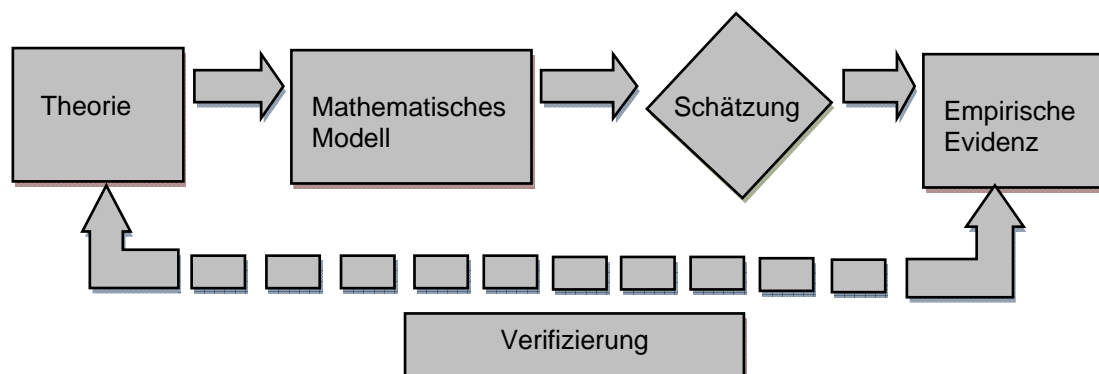 Theorie
Mathematisches
Modell
Schätzung
Empirische
Evidenz
Verifizierung